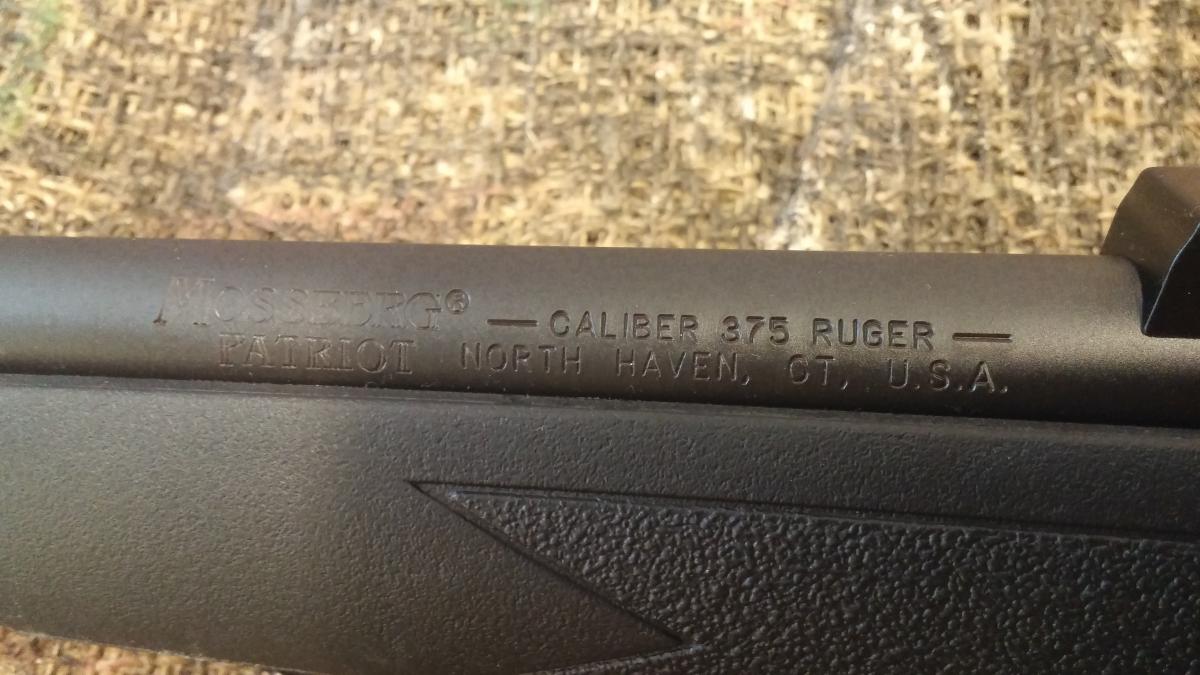 MOSSBERG®
PATRIOT
— CALIBER 375 RUGER —
NORTH HAVEN, CT, U.S.A.